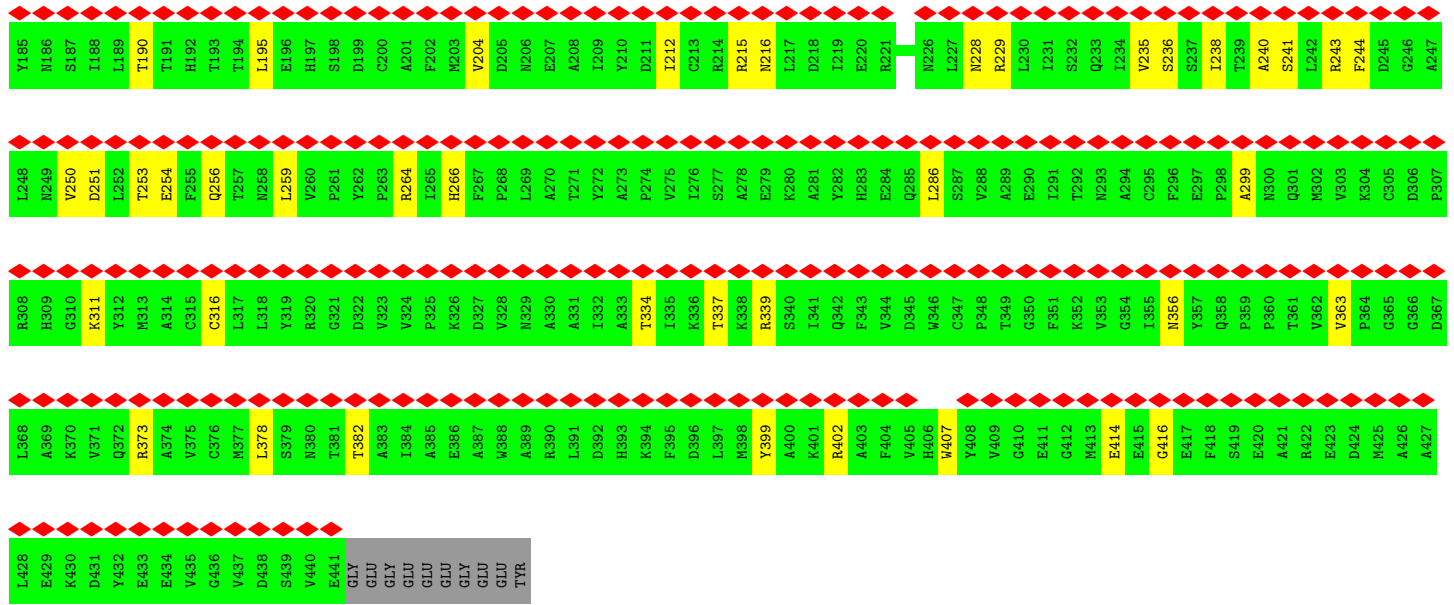 Y185 N186 S187 I188 L189 T190 T191 H192 T193 T194 L195 E196 H197 S198 D199 C200 A201 F202 M203 V204 D205 N206 E207 A208 I209 Y210 D211 I212 C213 R214 R215 N216 L217 D218 I219 E220 R221 N226 L227 N228 R229 L230 I231 S232 Q233 I234 V235 S236 S237 I238 T239 A240 S241 L242 R243 F244 D245 G246 A247
L248 N249 V250 D251 L252 T253 E254 F255 Q256 T257 N258 L259 V260 P261 Y262 P263 R264 I265 H266 F267 P268 L269 A270 T271 Y272 A273 P274 V275 I276 S277 A278 E279 K280 A281 Y282 H283 E284 Q285 L286 S287 V288 A289 E290 I291 T292 N293 A294 C295 F296 E297 P298 A299 N300 Q301 M302 V303 K304 C305 D306 P307
R308 H309 G310 K311 Y312 M313 A314 C315 C316 L317 L318 Y319 R320 G321 D322 V323 V324 P325 K326 D327 V328 N329 A330 A331 I332 A333 T334 I335 K336 T337 K338 R339 S340 I341 Q342 F343 V344 D345 W346 C347 P348 T349 G350 F351 K352 V353 G354 I355 N356 Y357 Q358 P359 P360 T361 V362 V363 P364 G365 G366 D367
L368 A369 K370 V371 Q372 R373 A374 V375 C376 M377 L378 S379 N380 T381 T382 A383 I384 A385 E386 A387 W388 A389 R390 L391 D392 H393 K394 F395 D396 L397 M398 Y399 A400 K401 R402 A403 F404 V405 H406 W407 Y408 V409 G410 E411 G412 M413 E414 E415 G416 E417 F418 S419 E420 A421 R422 E423 D424 M425 A426 A427
L428 E429 K430 D431 Y432 E433 E434 V435 G436 V437 D438 S439 V440 E441 GLY GLU GLY GLU GLU GLU GLY GLU GLU TYR